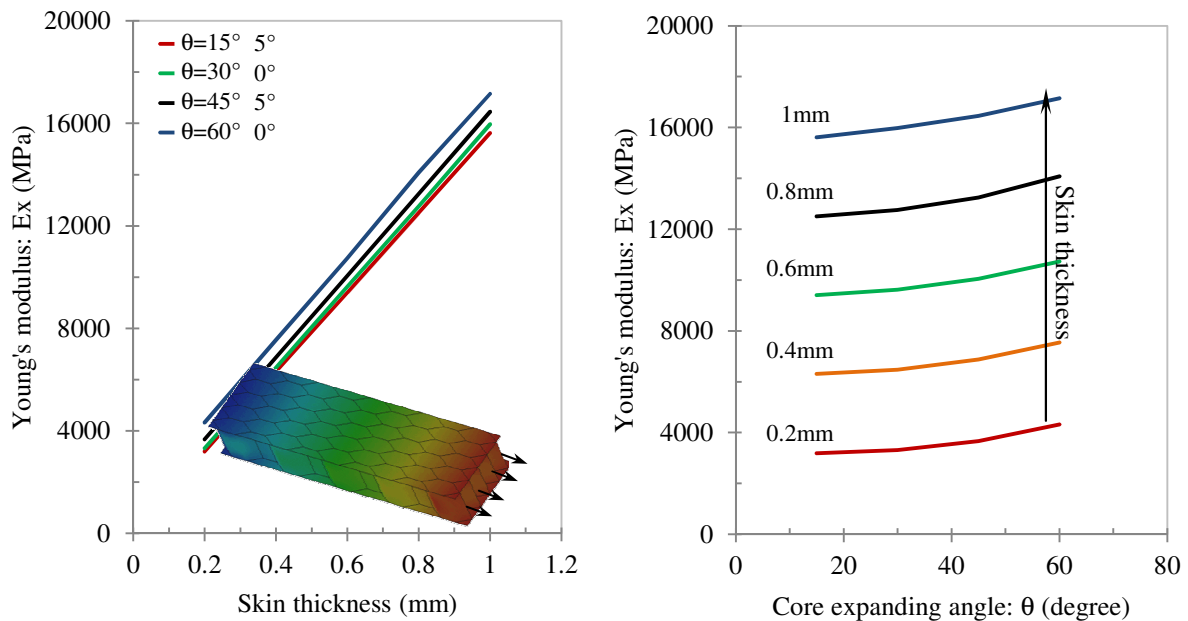 20000
16000
12000
8000
4000
0
Young's modulus: Ex (MPa)
θ=15° 5°
θ=30° 0°
θ=45° 5°
θ=60° 0°
0 0.2 0.4 0.6 0.8 1 1.2
Skin thickness (mm)
20000
16000
12000
8000
4000
0
Young's modulus: Ex (MPa)
1mm
0.8mm
0.6mm
0.4mm
0.2mm
Skin thickness
0 20 40 60 80
Core expanding angle: θ (degree)